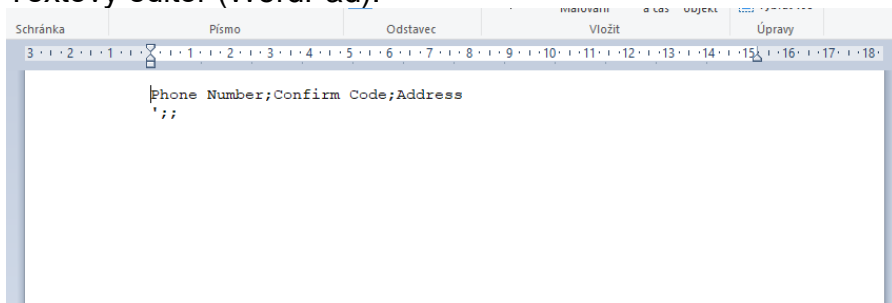 Textový editor (WordPad):
Malování a čas objekt
Schránka Písmo Odstavec Vložit Úpravy
3 2 1 1 2 3 4 5 6 7 8 9 10 11 12 13 14 15 16 17 18
Phone Number;Confirm Code;Address
';;